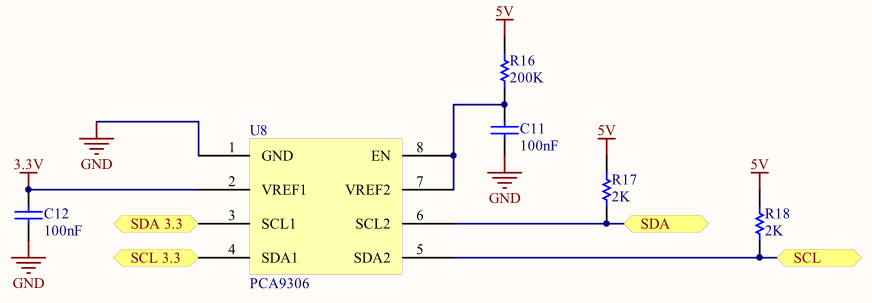 5V
R16
200K
U8
C11
100nF
5V
1
GND
EN
8
GND
3.3V
5V
2
VREF1
VREF2
7
R17
2K
GND
C12
100nF
SDA 3.3
3
SCL1
SCL2
6
SDA
R18
2K
SCL 3.3
4
SDA1
SDA2
5
SCL
GND
PCA9306